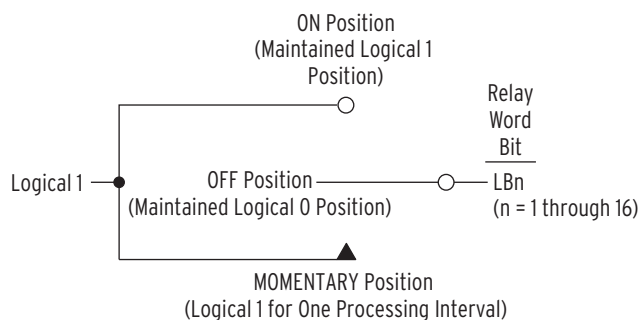 ON Position
(Maintained Logical 1
Position)
Relay
Word
Bit
Logical 1
OFF Position
(Maintained Logical 0 Position)
LBn
(n = 1 through 16)
MOMENTARY Position
(Logical 1 for One Processing Interval)